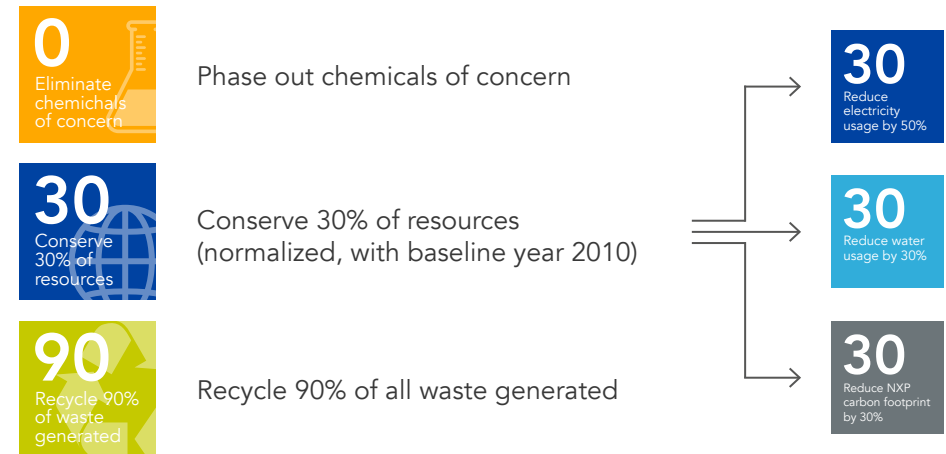 0
Eliminate
chemichals
of concern
Phase out chemicals of concern
30
Conserve
30% of
resources
Conserve 30% of resources
(normalized, with baseline year 2010)
90
Recycle 90%
of waste
generated
Recycle 90% of all waste generated
30
Reduce
electricity
usage by 50%
30
Reduce water
usage by 30%
30
Reduce NXP
carbon footprint
by 30%